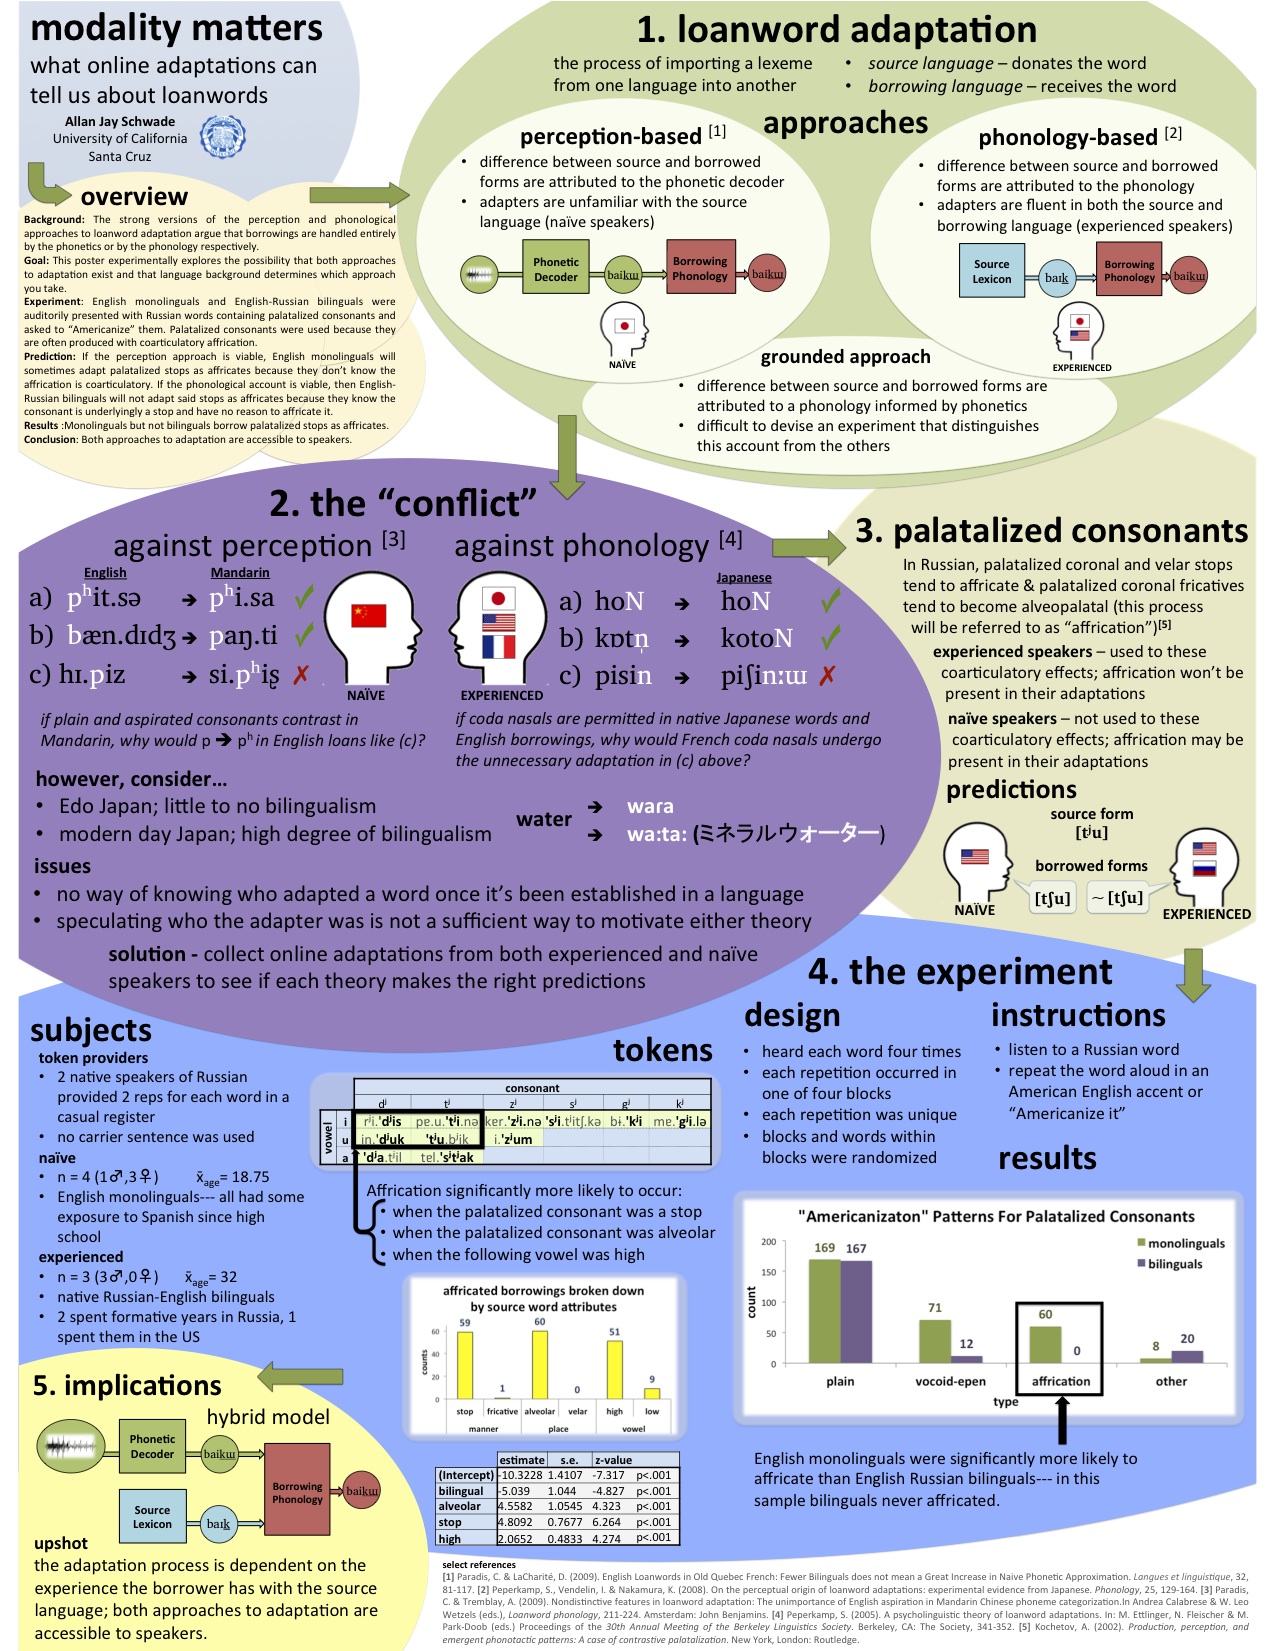 modality matters
what online adaptations can
tell us about loanwords
Allan Jay Schwade
University of California
Santa Cruz
overview
Background: The strong versions of the perception and phonological
approaches to loanword adaptation argue that borrowings are handled entirely
by the phonetics or by the phonology respectively.
Goal: This poster experimentally explores the possibility that both approaches
to adaptation exist and that language background determines which approach
you take.
Experiment: English monolinguals and English-Russian bilinguals were
auditorily presented with Russian words containing palatalized consonants and
asked to “Americanize” them. Palatalized consonants were used because they
are often produced with coarticulatory affrication.
Prediction: If the perception approach is viable, English monolinguals will
sometimes adapt palatalized stops as affricates because they don’t know the
affrication is coarticulatory. If the phonological account is viable, then English-
Russian bilinguals will not adapt said stops as affricates because they know the
consonant is underlyingly a stop and have no reason to affricate it.
Results :Monolinguals but not bilinguals borrow palatalized stops as affricates.
Conclusion: Both approaches to adaptation are accessible to speakers.
1. loanword adaptation
the process of importing a lexeme
from one language into another
• source language – donates the word
• borrowing language – receives the word
approaches
perception-based [1]
• difference between source and borrowed
forms are attributed to the phonetic decoder
• adapters are unfamiliar with the source
language (naïve speakers)
Phonetic
Decoder
baikɯ
Borrowing
Phonology
baikɯ
NAÏVE
phonology-based [2]
• difference between source and borrowed
forms are attributed to the phonology
• adapters are fluent in both the source and
borrowing language (experienced speakers)
Source
Lexicon
baɪk
Borrowing
Phonology
baikɯ
EXPERIENCED
grounded approach
• difference between source and borrowed forms are
attributed to a phonology informed by phonetics
• difficult to devise an experiment that distinguishes
this account from the others
2. the “conflict”
against perception [3]
English Mandarin
a) pʰit.sə ➔ pʰi.sa ✓
b) bæn.dɪdʒ ➔ paŋ.ti ✓
c) hɪ.piz ➔ si.pʰiʂ ✗
NAÏVE
if plain and aspirated consonants contrast in
Mandarin, why would p ➔ pʰ in English loans like (c)?
against phonology [4]
Japanese
a) hoN ➔ hoN ✓
b) kɒtn̩ ➔ kotoN ✓
c) pisin ➔ piʃinːɯ ✗
EXPERIENCED
if coda nasals are permitted in native Japanese words and
English borrowings, why would French coda nasals undergo
the unnecessary adaptation in (c) above?
however, consider…
• Edo Japan; little to no bilingualism
• modern day Japan; high degree of bilingualism
water ➔ waɾa
➔ waːtaː (ミネラルウォーター)
issues
• no way of knowing who adapted a word once it’s been established in a language
• speculating who the adapter was is not a sufficient way to motivate either theory
solution - collect online adaptations from both experienced and naïve
speakers to see if each theory makes the right predictions
3. palatalized consonants
In Russian, palatalized coronal and velar stops
tend to affricate & palatalized coronal fricatives
tend to become alveopalatal (this process
will be referred to as “affrication”)[5]
experienced speakers – used to these
coarticulatory effects; affrication won’t be
present in their adaptations
naïve speakers – not used to these
coarticulatory effects; affrication may be
present in their adaptations
predictions
source form
[tʲu]
borrowed forms
[tʃu] ~[tʃu]
NAÏVE
EXPERIENCED
4. the experiment
subjects
token providers
• 2 native speakers of Russian
provided 2 reps for each word in a
casual register
• no carrier sentence was used
naïve
• n = 4 (1♂,3♀) x̄age= 18.75
• English monolinguals--- all had some
exposure to Spanish since high
school
experienced
• n = 3 (3♂,0♀) x̄age= 32
• native Russian-English bilinguals
• 2 spent formative years in Russia, 1
spent them in the US
tokens
consonant
dʲ tʲ zʲ sʲ gʲ kʲ
vowel
i rʲi.ˈdʲis pɐ.u.ˈtʲi.nə kɐr.ˈzʲi.nə ˈsʲi.tʲitʃ.kə bɨ.ˈkʲi mɐ.ˈgʲi.lə
u in.ˈdʲuk ˈtʲu.bʲik i.ˈzʲum
a ˈdʲa.tʲil tɐl.ˈsʲtʲak
Affrication significantly more likely to occur:
• when the palatalized consonant was a stop
• when the palatalized consonant was alveolar
• when the following vowel was high
affricated borrowings broken down
by source word attributes
counts
60
40
20
0
59 1 60 0 51 9
stop fricative alveolar velar high low
manner place vowel
estimate s.e. z-value
(Intercept) -10.3228 1.4107 -7.317 p<.001
bilingual -5.039 1.044 -4.827 p<.001
alveolar 4.5582 1.0545 4.323 p<.001
stop 4.8092 0.7677 6.264 p<.001
high 2.0652 0.4833 4.274 p<.001
design
• heard each word four times
• each repetition occurred in
one of four blocks
• each repetition was unique
• blocks and words within
blocks were randomized
instructions
• listen to a Russian word
• repeat the word aloud in an
American English accent or
“Americanize it”
results
"Americanizaton" Patterns For Palatalized Consonants
monolinguals
bilinguals
count
200
150
100
50
0
169 167 71 12 60 0 8 20
plain vocoid-epen affrication other
type
English monolinguals were significantly more likely to
affricate than English Russian bilinguals--- in this
sample bilinguals never affricated.
5. implications
hybrid model
Phonetic
Decoder
baikɯ
Source
Lexicon
baɪk
Borrowing
Phonology
baikɯ
upshot
the adaptation process is dependent on the
experience the borrower has with the source
language; both approaches to adaptation are
accessible to speakers.
select references
[1] Paradis, C. & LaCharité, D. (2009). English Loanwords in Old Quebec French: Fewer Bilinguals does not mean a Great Increase in Naive Phonetic Approximation. Langues et linguistique, 32,
81-117. [2] Peperkamp, S., Vendelin, I. & Nakamura, K. (2008). On the perceptual origin of loanword adaptations: experimental evidence from Japanese. Phonology, 25, 129-164. [3] Paradis,
C. & Tremblay, A. (2009). Nondistinctive features in loanword adaptation: The unimportance of English aspiration in Mandarin Chinese phoneme categorization.In Andrea Calabrese & W. Leo
Wetzels (eds.), Loanword phonology, 211-224. Amsterdam: John Benjamins. [4] Peperkamp, S. (2005). A psycholinguistic theory of loanword adaptations. In: M. Ettlinger, N. Fleischer & M.
Park-Doob (eds.) Proceedings of the 30th Annual Meeting of the Berkeley Linguistics Society. Berkeley, CA: The Society, 341-352. [5] Kochetov, A. (2002). Production, perception, and
emergent phonotactic patterns: A case of contrastive palatalization. New York, London: Routledge.